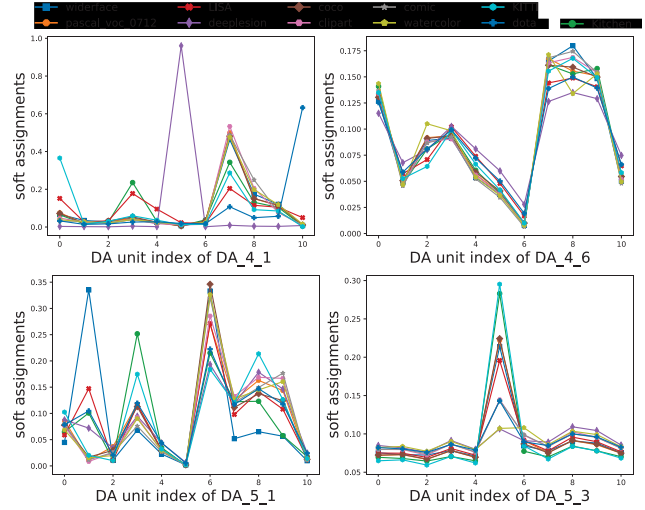 widerface LISA coco comic KITTI
pascal_voc_0712 deeplesion clipart watercolor dota Kitchen
soft assignments
1.0
0.8
0.6
0.4
0.2
0.0
0 2 4 6 8 10
DA unit index of DA_4_1
soft assignments
0.175
0.150
0.125
0.100
0.075
0.050
0.025
0.000
0 2 4 6 8 10
DA unit index of DA_4_6
soft assignments
0.35
0.30
0.25
0.20
0.15
0.10
0.05
0.00
0 2 4 6 8 10
DA unit index of DA_5_1
soft assignments
0.30
0.25
0.20
0.15
0.10
0.05
0 2 4 6 8 10
DA unit index of DA_5_3